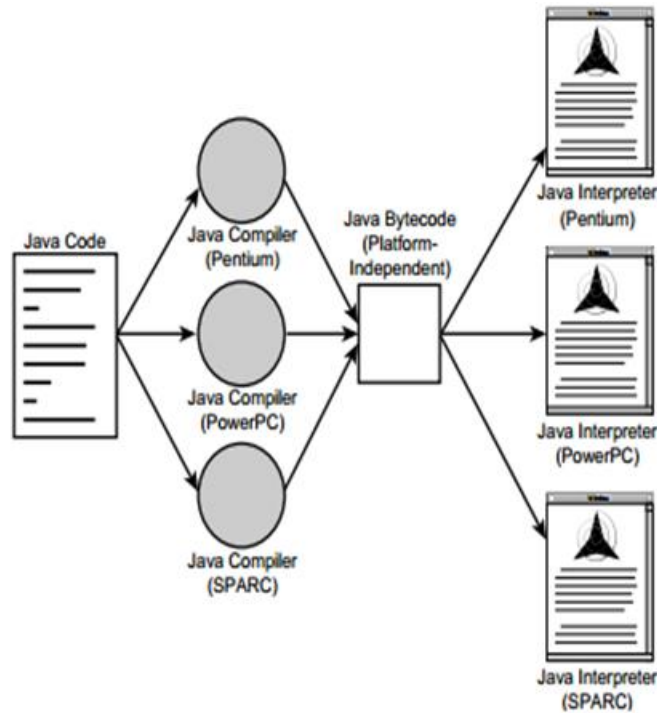 Java Code
Java Compiler
(Pentium)
Java Compiler
(PowerPC)
Java Compiler
(SPARC)
Java Bytecode
(Platform-
Independent)
Java Interpreter
(Pentium)
Java Interpreter
(PowerPC)
Java Interpreter
(SPARC)